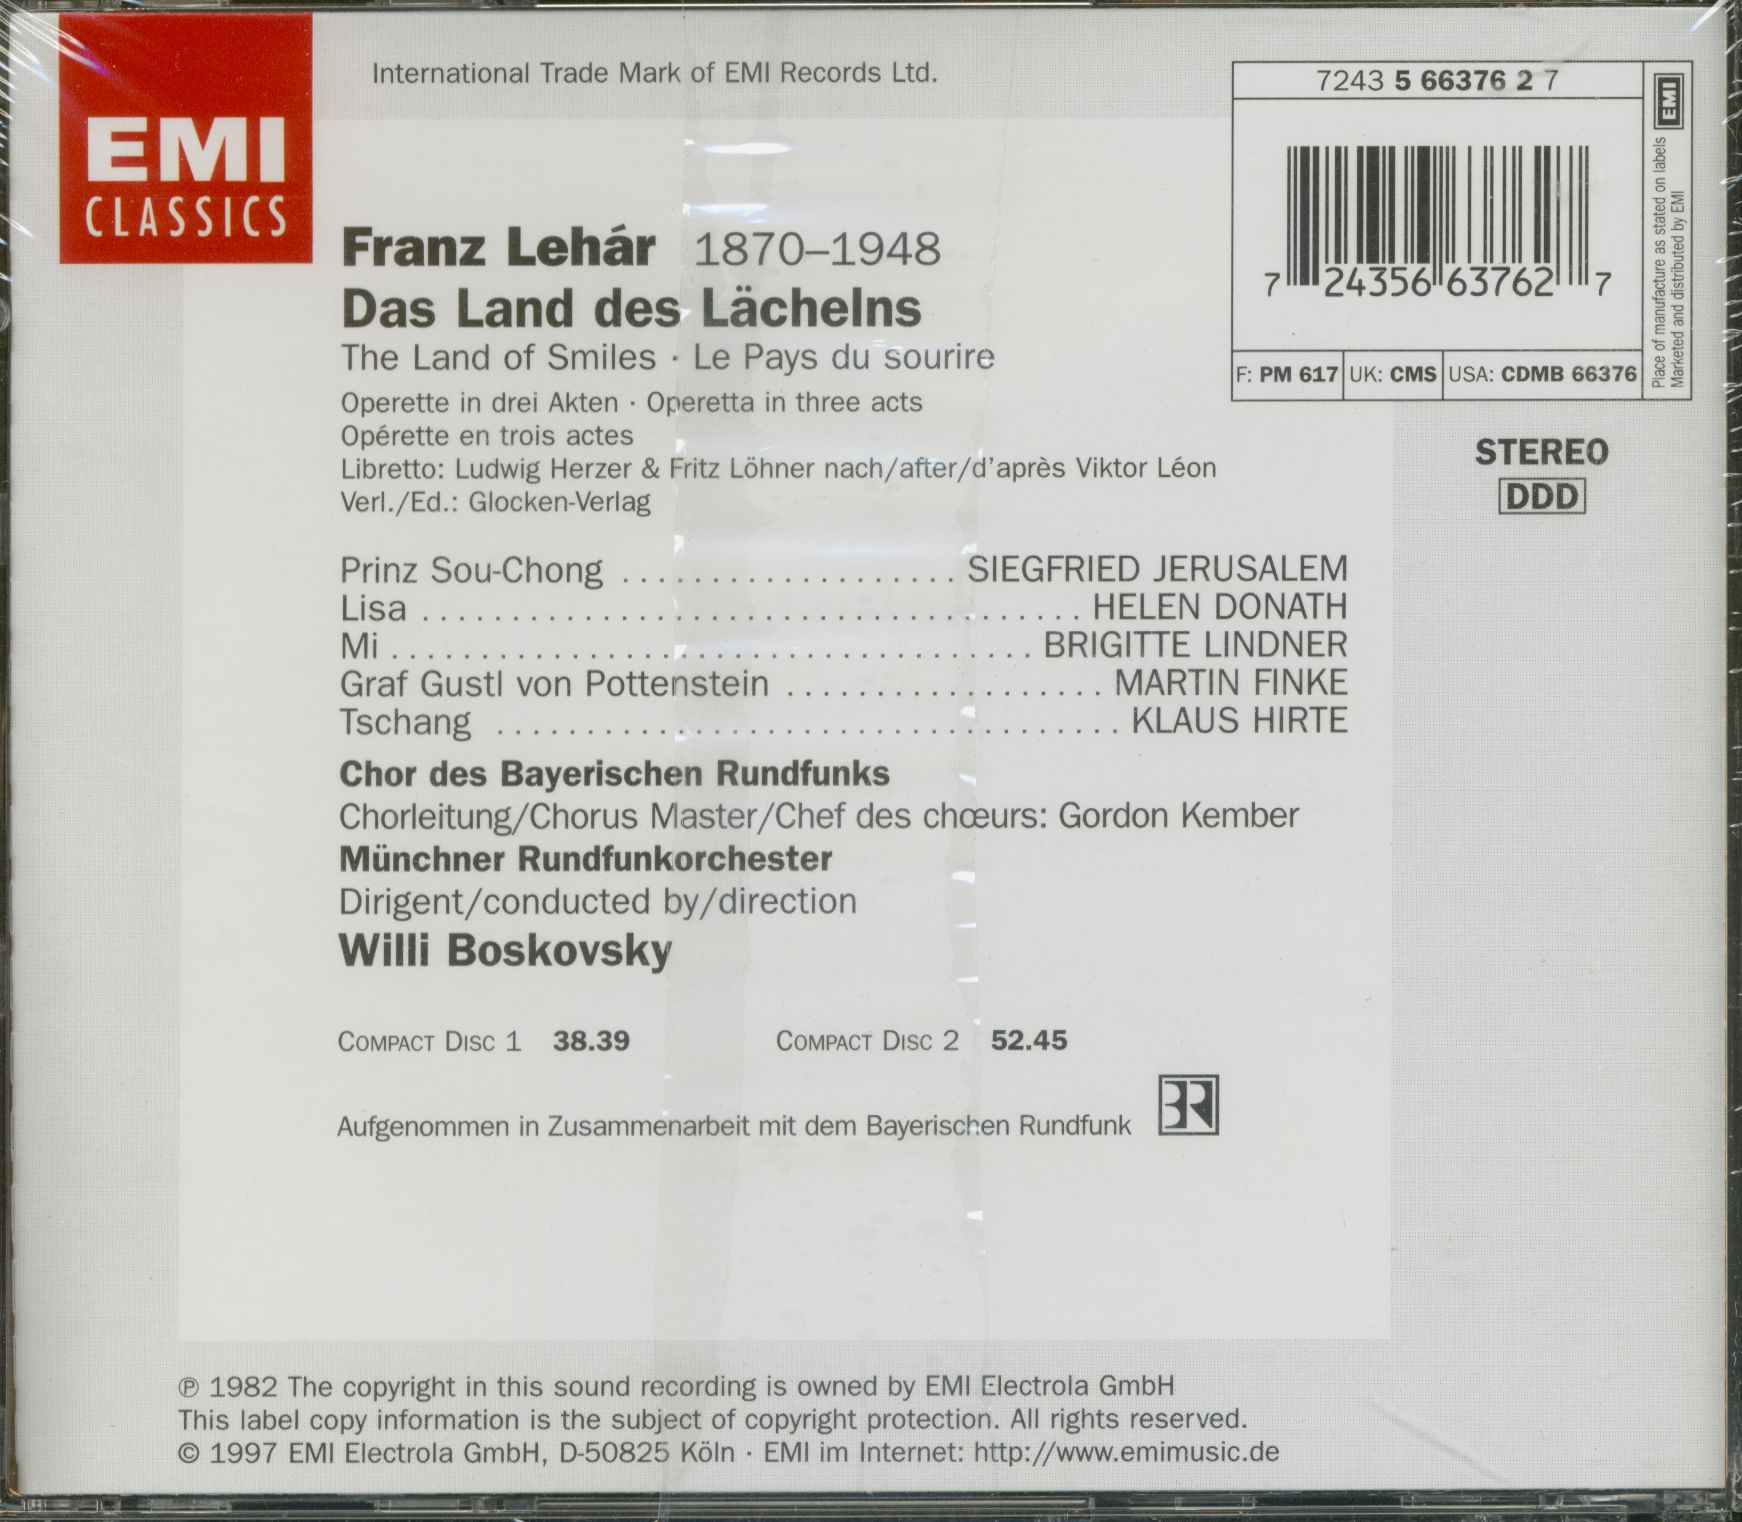 EMI
CLASSICS
International Trade Mark of EMI Records Ltd.
7243 5 66376 2 7
7 24356 63762 7
F: PM 617 UK: CMS USA: CDMB 66376
EMI
Place of manufacture as stated on labels
Marketed and distributed by EMI
STEREO
DDD
Franz Lehár 1870–1948
Das Land des Lächelns
The Land of Smiles · Le Pays du sourire
Operette in drei Akten · Operetta in three acts
Opérette en trois actes
Libretto: Ludwig Herzer & Fritz Löhner nach/after/d'après Viktor Léon
Verl./Ed.: Glocken-Verlag
Prinz Sou-Chong . . . . . . . . . . . . . . . . . . . SIEGFRIED JERUSALEM
Lisa . . . . . . . . . . . . . . . . . . . . . . . . . . . . . . . . . . . . . HELEN DONATH
Mi . . . . . . . . . . . . . . . . . . . . . . . . . . . . . . . . . . . . BRIGITTE LINDNER
Graf Gustl von Pottenstein . . . . . . . . . . . . . . . . . . MARTIN FINKE
Tschang . . . . . . . . . . . . . . . . . . . . . . . . . . . . . . . . . . . KLAUS HIRTE
Chor des Bayerischen Rundfunks
Chorleitung/Chorus Master/Chef des chœurs: Gordon Kember
Münchner Rundfunkorchester
Dirigent/conducted by/direction
Willi Boskovsky
COMPACT DISC 1 38.39 COMPACT DISC 2 52.45
Aufgenommen in Zusammenarbeit mit dem Bayerischen Rundfunk BR
℗ 1982 The copyright in this sound recording is owned by EMI Electrola GmbH
This label copy information is the subject of copyright protection. All rights reserved.
© 1997 EMI Electrola GmbH, D-50825 Köln · EMI im Internet: http://www.emimusic.de